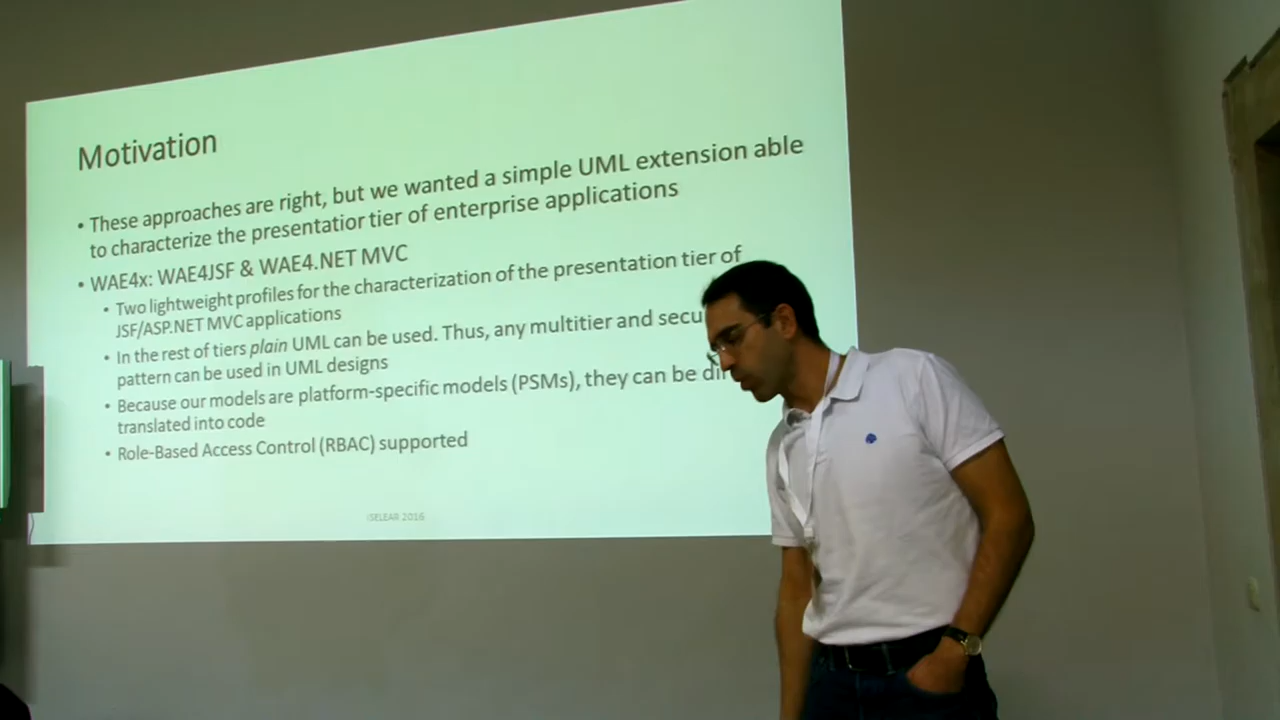 Motivation
• These approaches are right, but we wanted a simple UML extension able
to characterize the presentatior tier of enterprise applications
• WAE4x: WAE4JSF & WAE4.NET MVC
• Two lightweight profiles for the characterization of the presentation tier of
JSF/ASP.NET MVC applications
• In the rest of tiers plain UML can be used. Thus, any multitier and secu
pattern can be used in UML designs
• Because our models are platform-specific models (PSMs), they can be dir
translated into code
• Role-Based Access Control (RBAC) supported
ISELEAR 2016